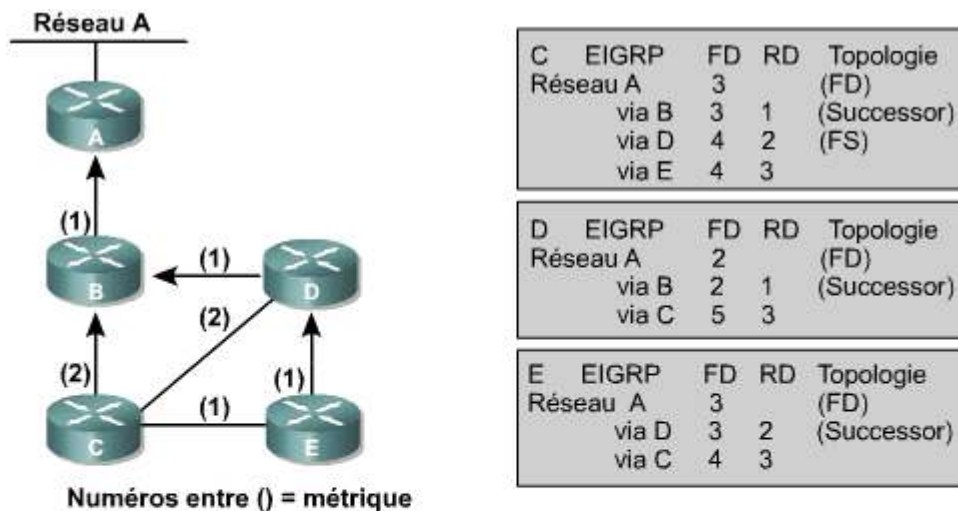 Réseau A
A
(1)
B
(1)
D
(2)
(2)
(1)
(1)
C
E
Numéros entre () = métrique
C EIGRP FD RD Topologie
Réseau A 3 (FD)
via B 3 1 (Successor)
via D 4 2 (FS)
via E 4 3
D EIGRP FD RD Topologie
Réseau A 2 (FD)
via B 2 1 (Successor)
via C 5 3
E EIGRP FD RD Topologie
Réseau A 3 (FD)
via D 3 2 (Successor)
via C 4 3